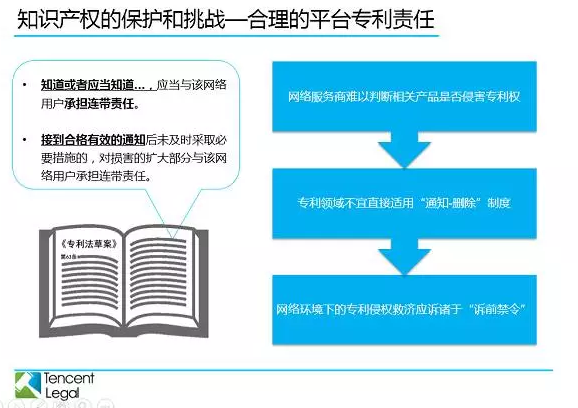 知识产权的保护和挑战—合理的平台专利责任
• 知道或者应当知道...，应当与该网络
用户承担连带责任。
• 接到合格有效的通知后未及时采取必
要措施的，对损害的扩大部分与该网
络用户承担连带责任。
《专利法草案》
第63条
网络服务商难以判断相关产品是否侵害专利权
专利领域不宜直接适用“通知-删除”制度
网络环境下的专利侵权救济应诉诸于“诉前禁令”
Tencent
Legal